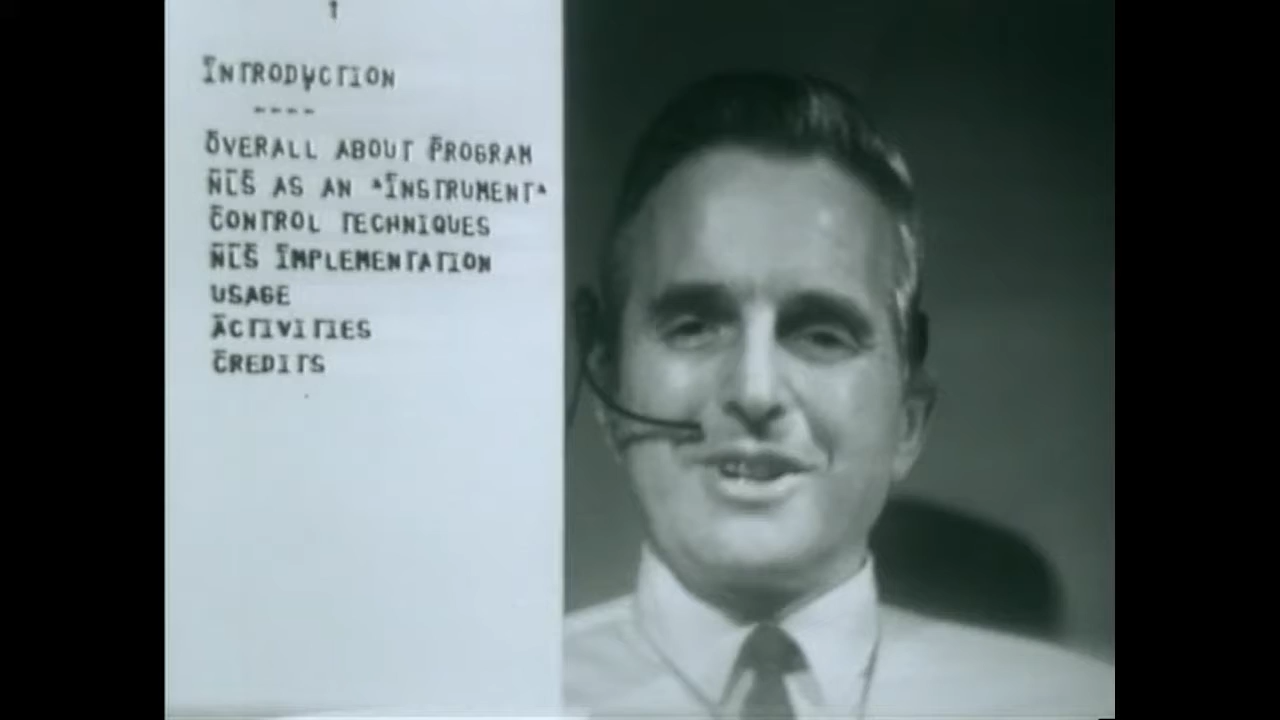 INTRODUCTION
----
OVERALL ABOUT PROGRAM
NLS AS AN "INSTRUMENT"
CONTROL TECHNIQUES
NLS IMPLEMENTATION
USAGE
ACTIVITIES
CREDITS